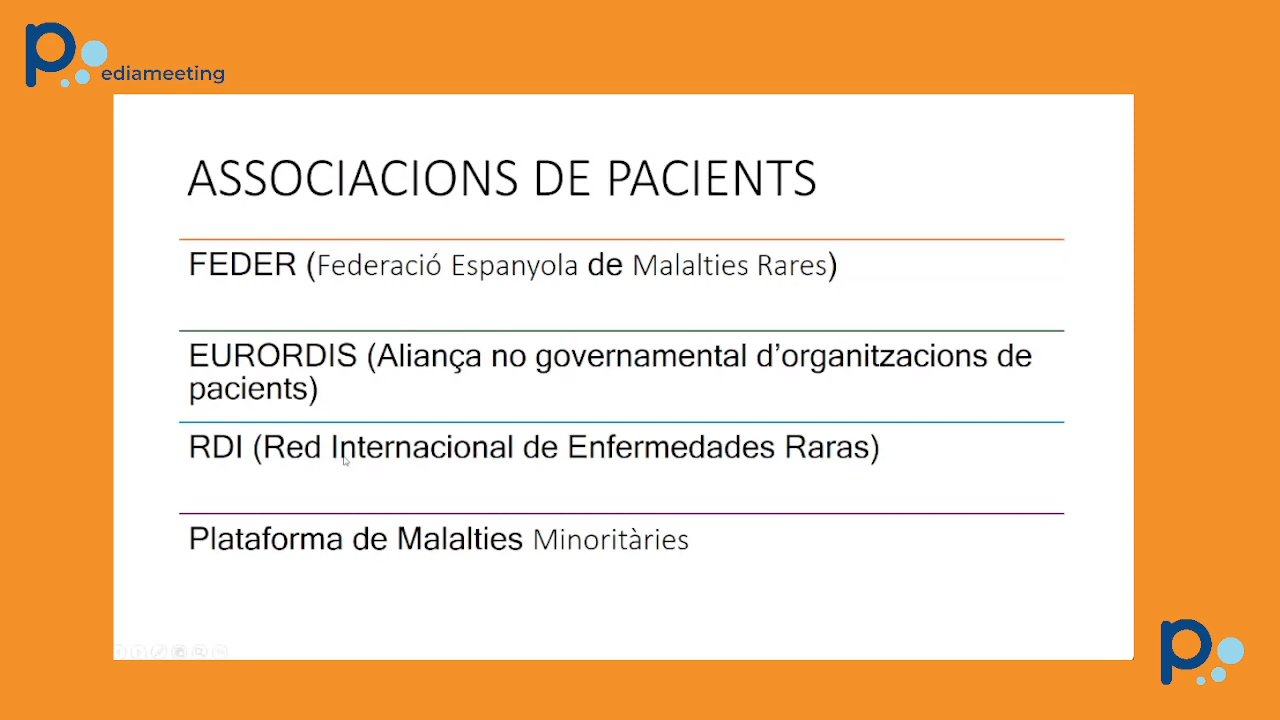 pediameeting
ASSOCIACIONS DE PACIENTS
FEDER (Federació Espanyola de Malalties Rares)
EURORDIS (Aliança no governamental d’organitzacions de
pacients)
RDI (Red Internacional de Enfermedades Raras)
Plataforma de Malalties Minoritàries
p